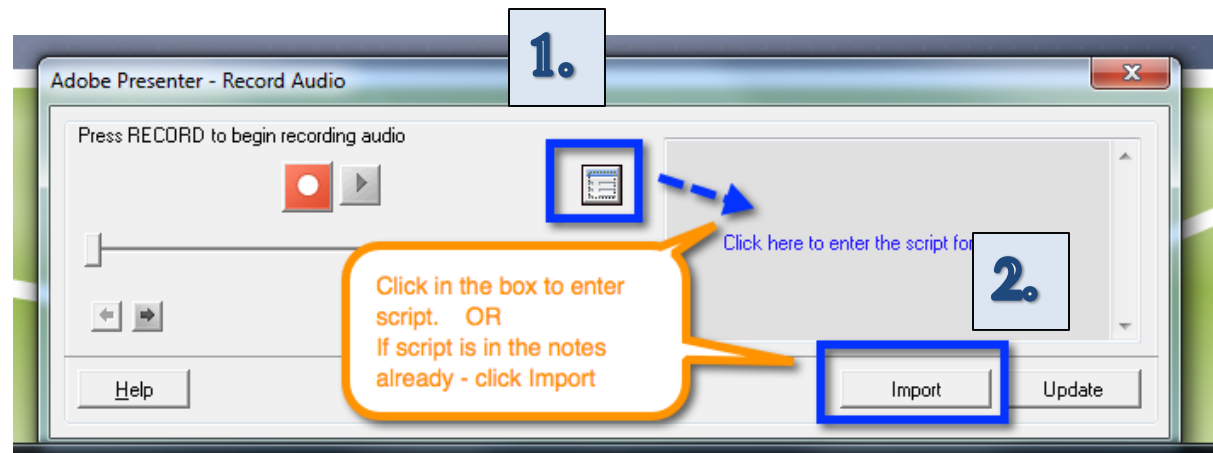 1.
Adobe Presenter - Record Audio
X
Press RECORD to begin recording audio
Click here to enter the script for
2.
Click in the box to enter
script. OR
If script is in the notes
already - click Import
Help
Import
Update